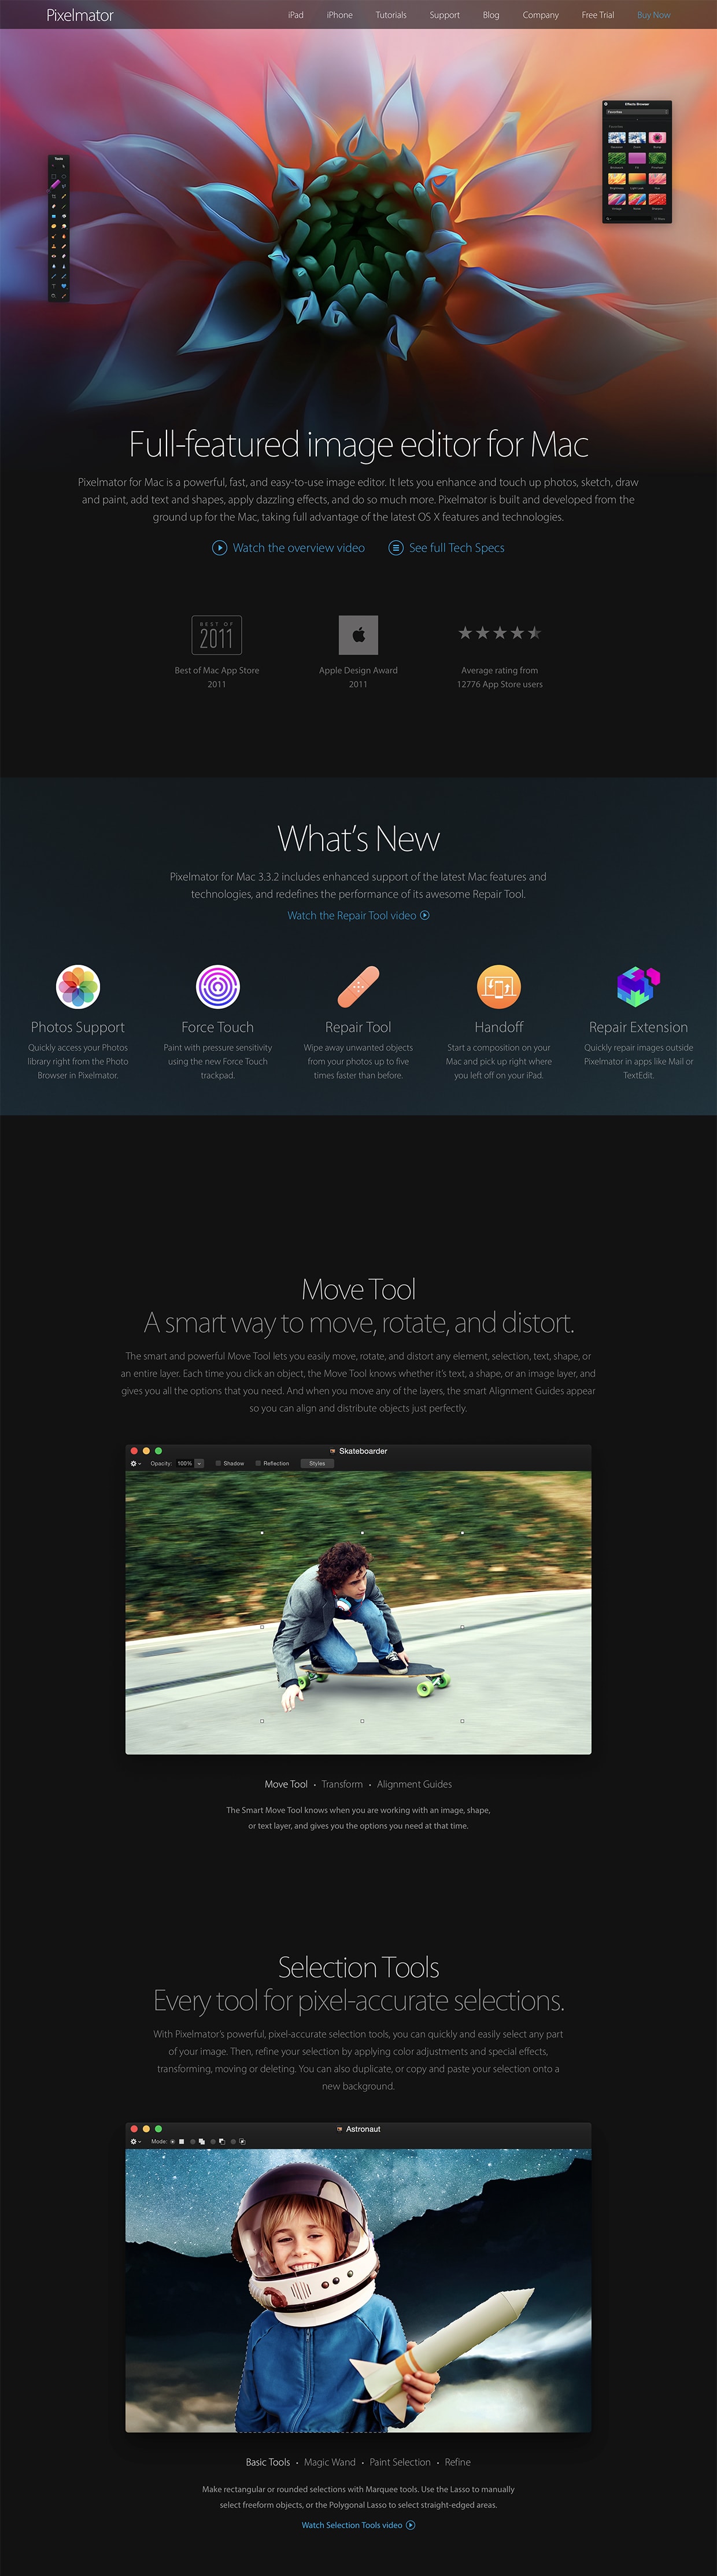 Pixelmator
iPad
iPhone
Tutorials
Support
Blog
Company
Free Trial
Buy Now
Tools
Effects Browser
Favorites
Full-featured image editor for Mac
Pixelmator for Mac is a powerful, fast, and easy-to-use image editor. It lets you enhance and touch up photos, sketch, draw
and paint, add text and shapes, apply dazzling effects, and do so much more. Pixelmator is built and developed from the
ground up for the Mac, taking full advantage of the latest OS X features and technologies.
Watch the overview video
See full Tech Specs
BEST OF
2011
Best of Mac App Store
2011
Apple Design Award
2011
Average rating from
12776 App Store users
What's New
Pixelmator for Mac 3.3.2 includes enhanced support of the latest Mac features and
technologies, and redefines the performance of its awesome Repair Tool.
Watch the Repair Tool video
Photos Support
Quickly access your Photos
library right from the Photo
Browser in Pixelmator.
Force Touch
Paint with pressure sensitivity
using the new Force Touch
trackpad.
Repair Tool
Wipe away unwanted objects
from your photos up to five
times faster than before.
Handoff
Start a composition on your
Mac and pick up right where
you left off on your iPad.
Repair Extension
Quickly repair images outside
Pixelmator in apps like Mail or
TextEdit.
Move Tool
A smart way to move, rotate, and distort.
The smart and powerful Move Tool lets you easily move, rotate, and distort any element, selection, text, shape, or
an entire layer. Each time you click an object, the Move Tool knows whether it's text, a shape, or an image layer, and
gives you all the options that you need. And when you move any of the layers, the smart Alignment Guides appear
so you can align and distribute objects just perfectly.
Skateboarder
Opacity: 100% Shadow Reflection Styles
Move Tool • Transform • Alignment Guides
The Smart Move Tool knows when you are working with an image, shape,
or text layer, and gives you the options you need at that time.
Selection Tools
Every tool for pixel-accurate selections.
With Pixelmator's powerful, pixel-accurate selection tools, you can quickly and easily select any part
of your image. Then, refine your selection by applying color adjustments and special effects,
transforming, moving or deleting. You can also duplicate, or copy and paste your selection onto a
new background.
Astronaut
Mode:
Basic Tools • Magic Wand • Paint Selection • Refine
Make rectangular or rounded selections with Marquee tools. Use the Lasso to manually
select freeform objects, or the Polygonal Lasso to select straight-edged areas.
Watch Selection Tools video